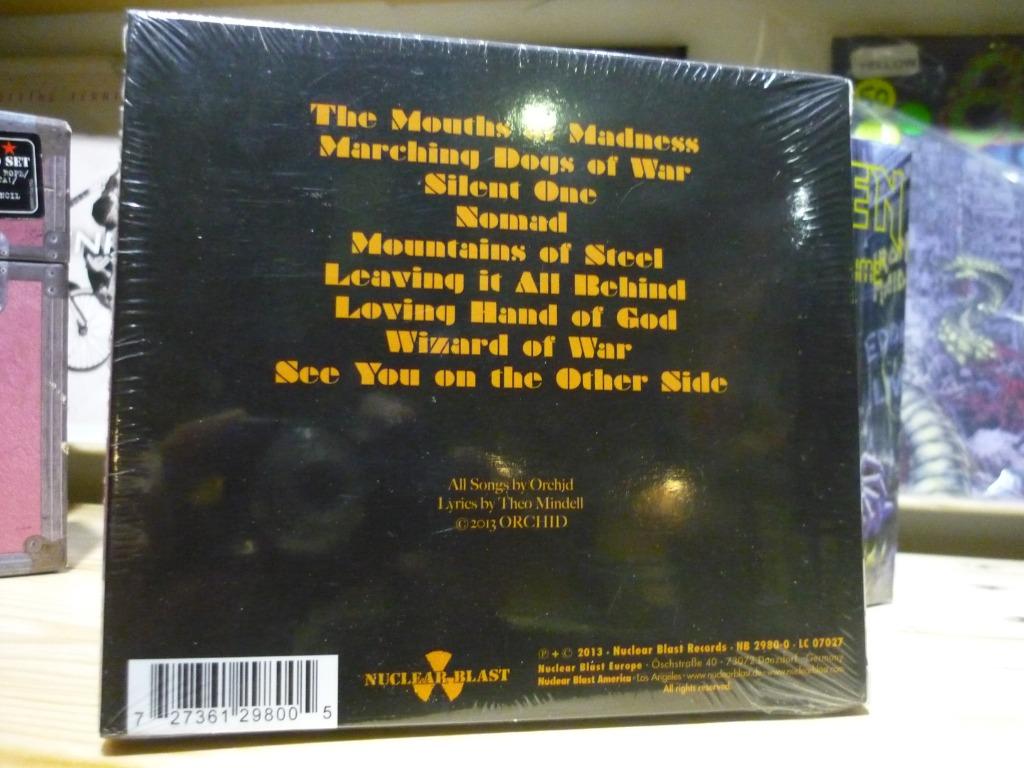 The Mouths of Madness
Marching Dogs of War
Silent One
Nomad
Mountains of Steel
Leaving it All Behind
Loving Hand of God
Wizard of War
See You on the Other Side
All Songs by Orchid
Lyrics by Theo Mindell
© 2013 ORCHID
7 27361 29800 5
NUCLEAR BLAST
℗ + © 2013 · Nuclear Blast Records · NB 2980-0 · LC 07027
Nuclear Blast Europe · Öschstraße 40 · 73072 Donzdorf · Germany
Nuclear Blast America · Los Angeles · www.nuclearblast.de · www.nuclearblast.com
All rights reserved.
SET
YELLOW
EN